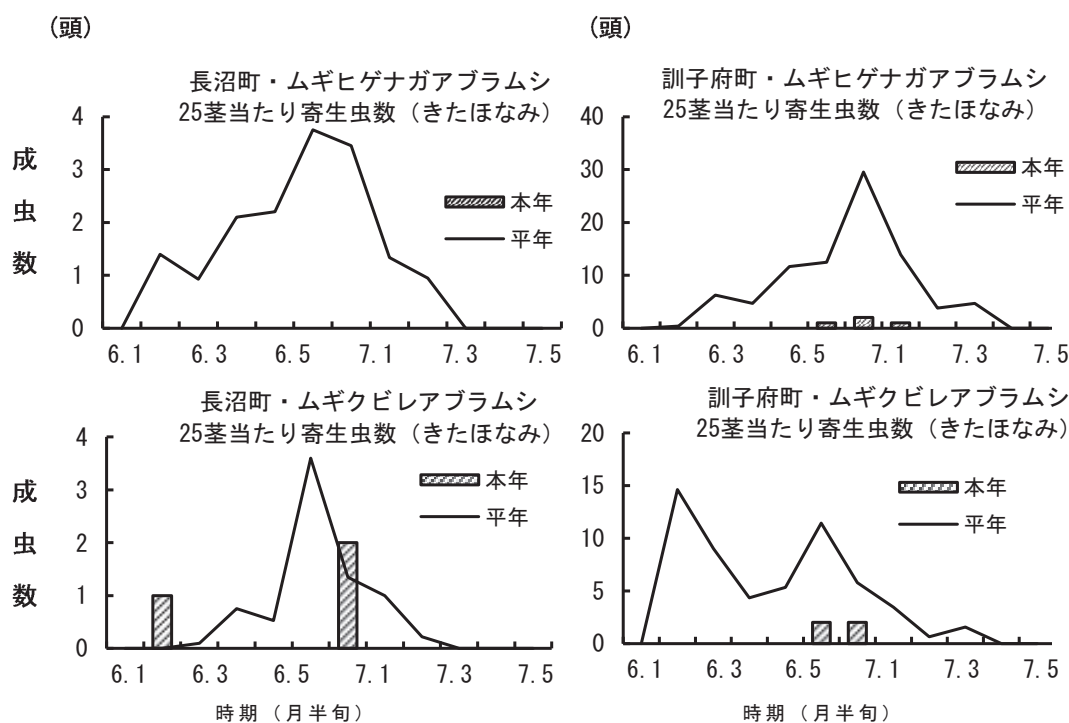 (頭)
長沼町・ムギヒゲナガアブラムシ
25茎当たり寄生虫数（きたほなみ）
4
3
2
1
0
成虫数
本年
平年
6.1 6.3 6.5 7.1 7.3 7.5
(頭)
訓子府町・ムギヒゲナガアブラムシ
25茎当たり寄生虫数（きたほなみ）
40
30
20
10
0
本年
平年
6.1 6.3 6.5 7.1 7.3 7.5
長沼町・ムギクビレアブラムシ
25茎当たり寄生虫数（きたほなみ）
4
3
2
1
0
成虫数
本年
平年
6.1 6.3 6.5 7.1 7.3 7.5
時期（月半旬）
訓子府町・ムギクビレアブラムシ
25茎当たり寄生虫数（きたほなみ）
20
15
10
5
0
本年
平年
6.1 6.3 6.5 7.1 7.3 7.5
時期（月半旬）